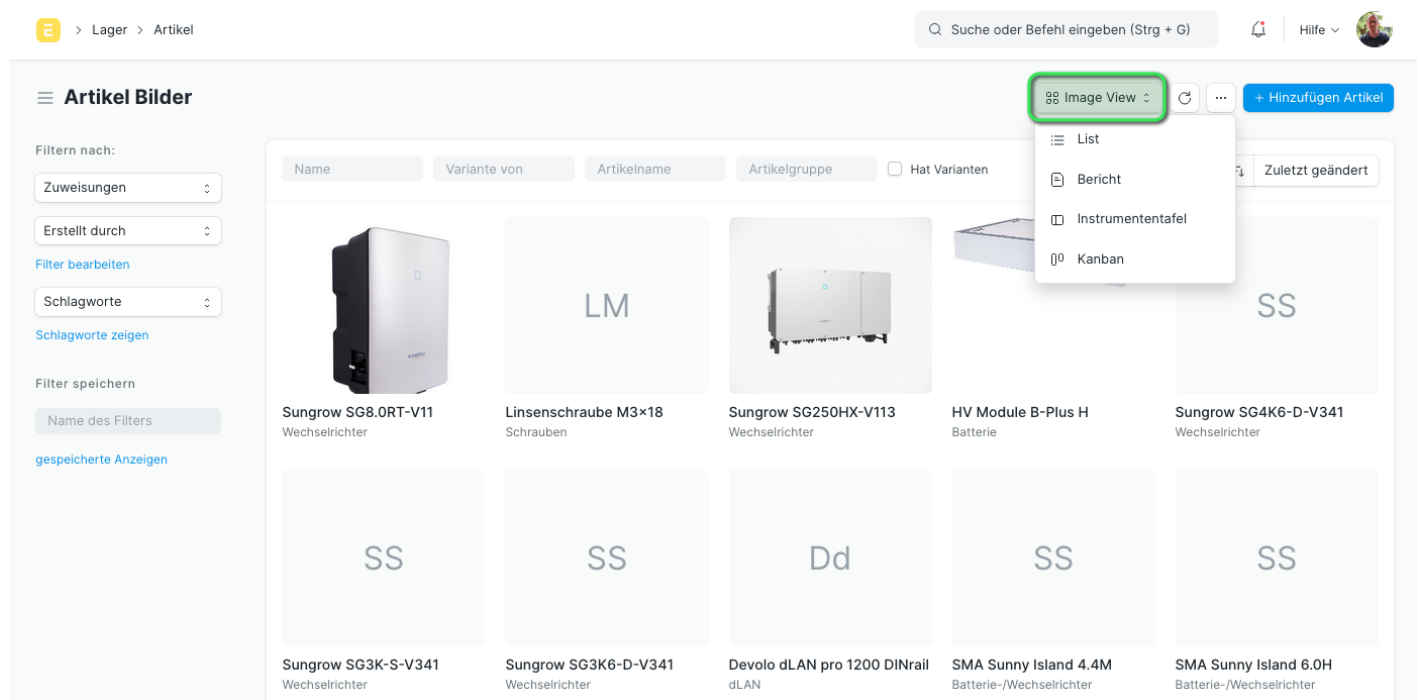 E
Lager
Artikel
Suche oder Befehl eingeben (Strg + G)
Hilfe
Artikel Bilder
Image View
...
+ Hinzufügen Artikel
List
Bericht
Instrumententafel
Kanban
Filtern nach:
Zuweisungen
Erstellt durch
Filter bearbeiten
Schlagworte
Schlagworte zeigen
Filter speichern
Name des Filters
gespeicherte Anzeigen
Name
Variante von
Artikelname
Artikelgruppe
Hat Varianten
Zuletzt geändert
LM
SS
Sungrow SG8.0RT-V11
Wechselrichter
Linsenschraube M3x18
Schrauben
Sungrow SG250HX-V113
Wechselrichter
HV Module B-Plus H
Batterie
Sungrow SG4K6-D-V341
Wechselrichter
SS
SS
Dd
SS
SS
Sungrow SG3K-S-V341
Wechselrichter
Sungrow SG3K6-D-V341
Wechselrichter
Devolo dLAN pro 1200 DINrail
dLAN
SMA Sunny Island 4.4M
Batterie-/Wechselrichter
SMA Sunny Island 6.0H
Batterie-/Wechselrichter